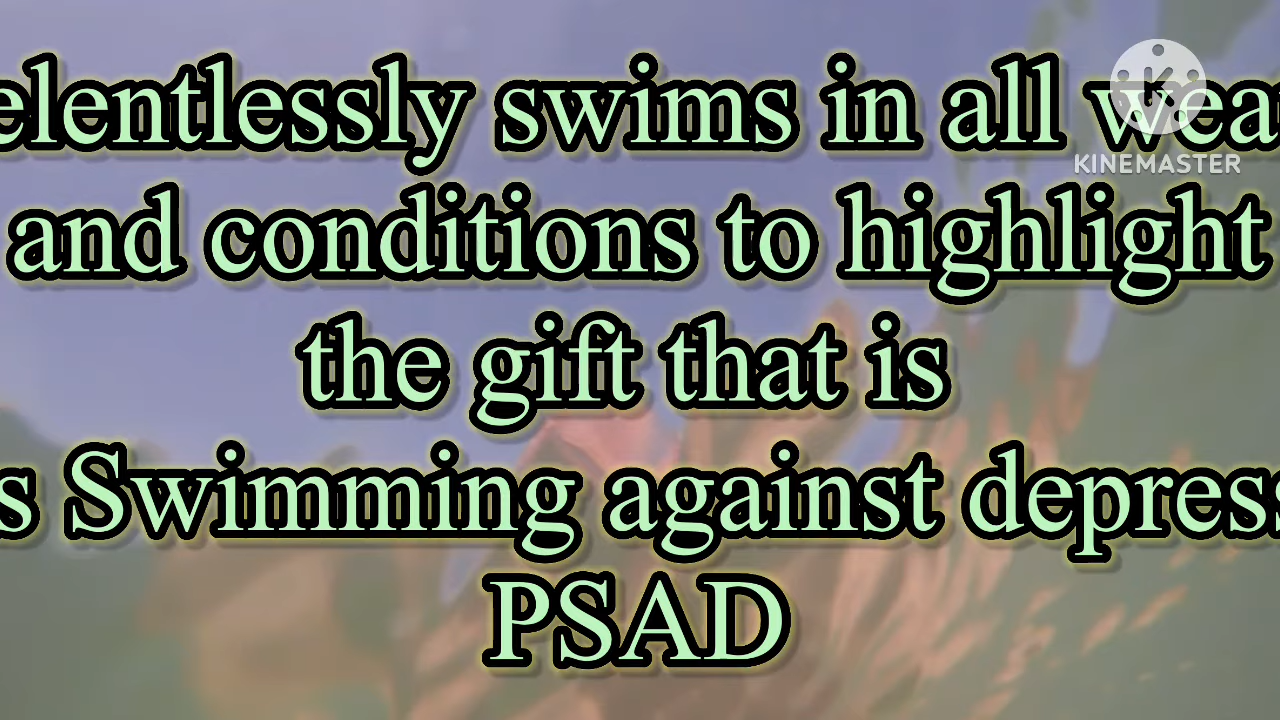 elentlessly swims in all wea
and conditions to highlight
the gift that is
s Swimming against depress
PSAD
K
KINEMASTER